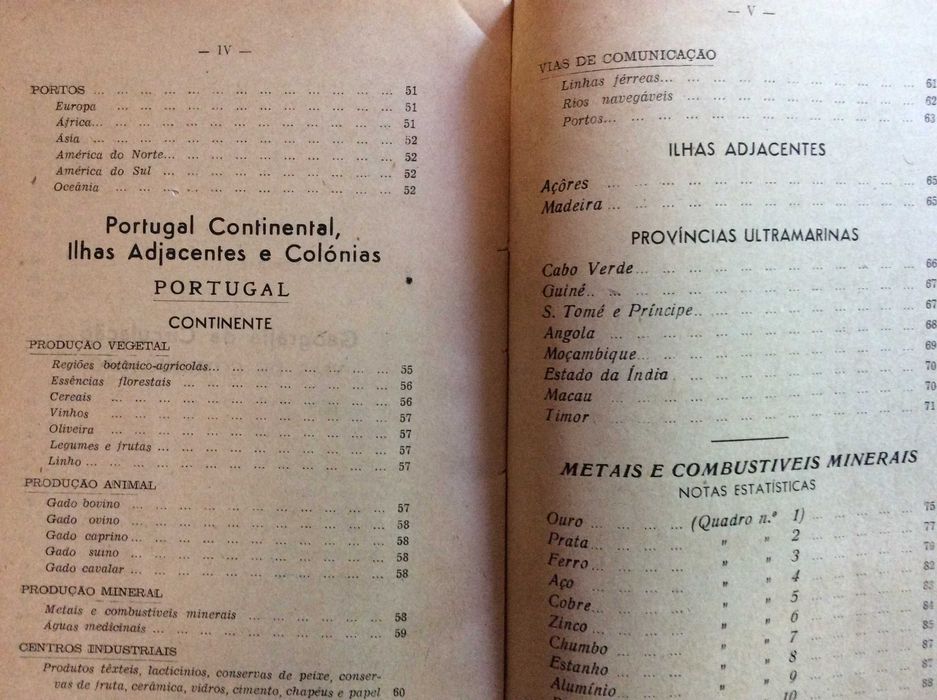 — IV —
PORTOS ... ... ... ... ... ... ... ... ... ... ... ... 51
Europa ... ... ... ... ... ... ... ... ... ... ... 51
África... ... ... ... ... ... ... ... ... ... ... ... 51
Ásia ... ... ... ... ... ... ... ... ... ... ... ... 52
América do Norte... ... ... ... ... ... ... ... ... 52
América do Sul ... ... ... ... ... ... ... ... ... 52
Oceânia ... ... ... ... ... ... ... ... ... ... ... 52
Portugal Continental,
Ilhas Adjacentes e Colónias
PORTUGAL
CONTINENTE
PRODUÇÃO VEGETAL
Regiões botânico-agrícolas... ... ... ... ... ... ... 55
Essências florestais ... ... ... ... ... ... ... ... 56
Cereais ... ... ... ... ... ... ... ... ... ... ... 56
Vinhos ... ... ... ... ... ... ... ... ... ... ... 57
Oliveira ... ... ... ... ... ... ... ... ... ... ... 57
Legumes e frutas ... ... ... ... ... ... ... ... ... 57
Linho ... ... ... ... ... ... ... ... ... ... ... ... 57
PRODUÇÃO ANIMAL
Gado bovino ... ... ... ... ... ... ... ... ... ... 57
Gado ovino ... ... ... ... ... ... ... ... ... ... 58
Gado caprino... ... ... ... ... ... ... ... ... ... 58
Gado suíno ... ... ... ... ... ... ... ... ... ... 58
Gado cavalar ... ... ... ... ... ... ... ... ... ... 58
PRODUÇÃO MINERAL
Metais e combustíveis minerais ... ... ... ... ... ... 58
Águas medicinais ... ... ... ... ... ... ... ... ... 59
CENTROS INDUSTRIAIS
Produtos têxteis, lacticínios, conservas de peixe, conser-
vas de fruta, cerâmica, vidros, cimento, chapéus e papel 60
— V —
VIAS DE COMUNICAÇÃO
Linhas férreas... ... ... ... ... ... ... ... ... 61
Rios navegáveis ... ... ... ... ... ... ... ... 62
Portos... ... ... ... ... ... ... ... ... ... ... 63
ILHAS ADJACENTES
Açôres ... ... ... ... ... ... ... ... ... ... 65
Madeira ... ... ... ... ... ... ... ... ... ... 65
PROVÍNCIAS ULTRAMARINAS
Cabo Verde... ... ... ... ... ... ... ... ... 66
Guiné.. ... ... ... ... ... ... ... ... ... ... 67
S. Tomé e Príncipe.. ... ... ... ... ... ... ... 67
Angola ... ... ... ... ... ... ... ... ... ... 68
Moçambique... ... ... ... ... ... ... ... ... 69
Estado da Índia . ... ... ... ... ... ... ... ... 70
Macau ... ... ... ... ... ... ... ... ... ... 70
Timor ... ... ... ... ... ... ... ... ... ... 71
METAIS E COMBUSTIVEIS MINERAIS
NOTAS ESTATÍSTICAS
Ouro ... ... ... ... (Quadro n.º 1) ... ... ... 75
Prata... ... ... ... " " 2 ... ... ... 77
Ferro... ... ... ... " " 3 ... ... ... 79
Aço ... ... ... ... " " 4 ... ... ... 82
Cobre... ... ... ... " " 5 ... ... ... 83
Zinco... ... ... ... " " 6 ... ... ... 84
Chumbo ... ... ... " " 7 ... ... ... 85
Estanho ... ... ... " " 8 ... ... ... 87
Alumínio ... ... ... " " 9 ... ... ... 88
" 10